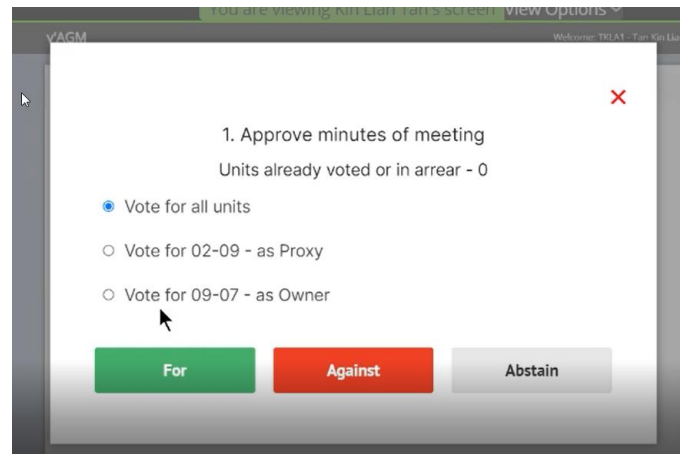 You are viewing Kin Lian Tan's screen View Options
v'AGM
Welcome: TKLA1 - Tan Kin Lia
1. Approve minutes of meeting
Units already voted or in arrear - 0
Vote for all units
Vote for 02-09 - as Proxy
Vote for 09-07 - as Owner
For
Against
Abstain